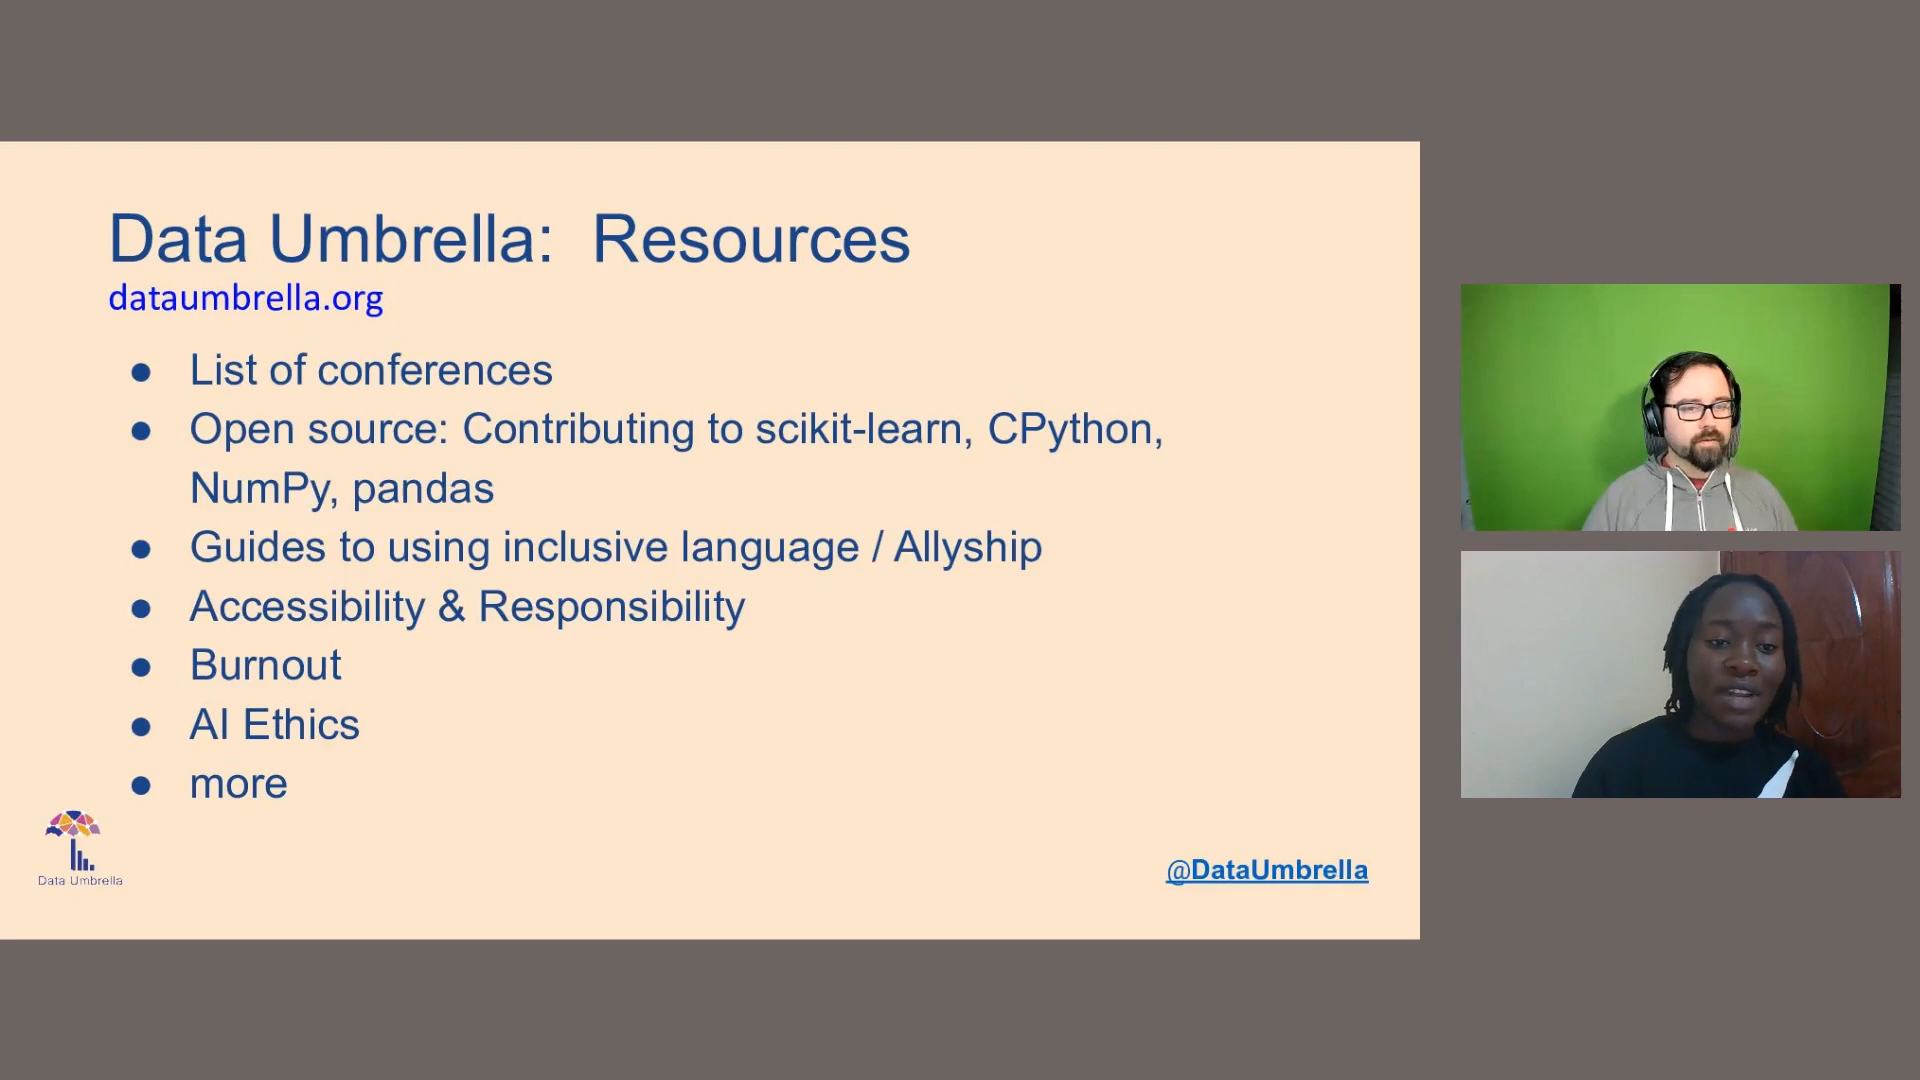 Data Umbrella: Resources
dataumbrella.org
● List of conferences
● Open source: Contributing to scikit-learn, CPython,
NumPy, pandas
● Guides to using inclusive language / Allyship
● Accessibility & Responsibility
● Burnout
● AI Ethics
● more
Data Umbrella
@DataUmbrella